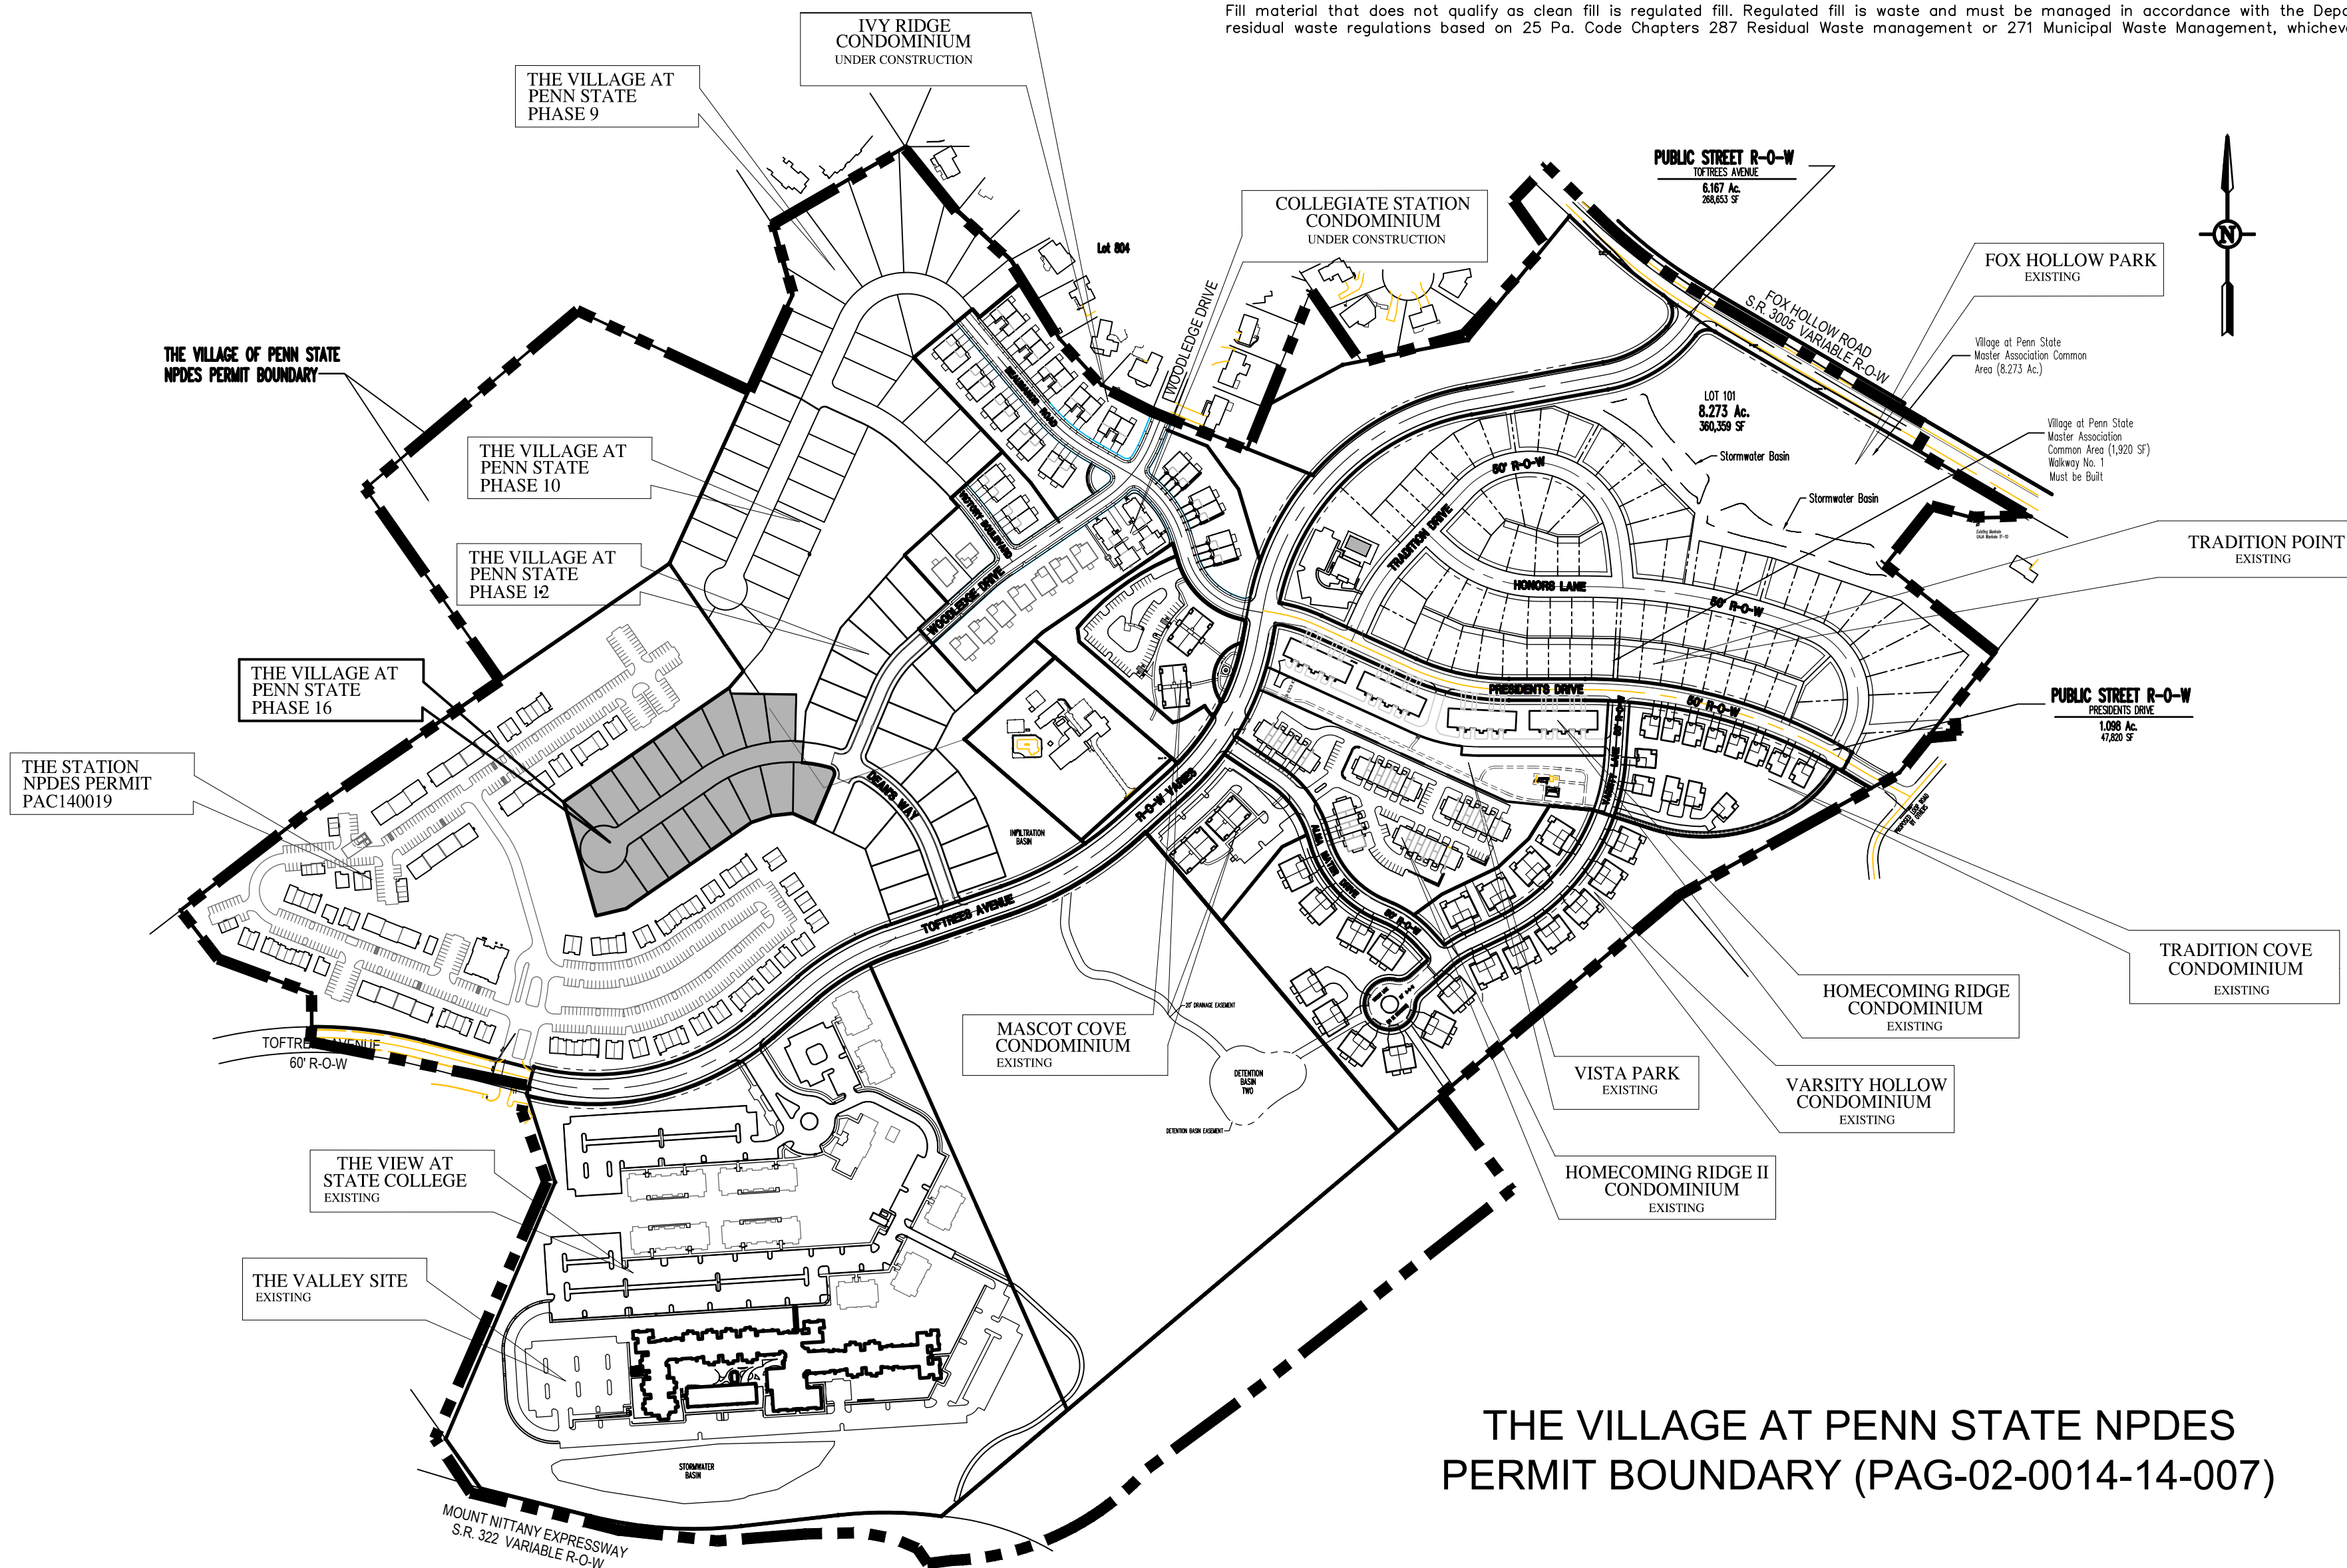 Fill material that does not qualify as clean fill is regulated fill. Regulated fill is waste and must be managed in accordance with the
residual waste regulations based on 25 Pa. Code Chapters 287 Residual Waste management or 271 Municipal Waste Management,
IVY RIDGE
CONDOMINIUM
UNDER CONSTRUCTION
THE VILLAGE AT
PENN STATE
PHASE 9
PUBLIC STREET R-O-W
TOFTREES AVENUE
6.167 Ac.
268,653 SF
COLLEGIATE STATION
CONDOMINIUM
UNDER CONSTRUCTION
Lot 804
N
FOX HOLLOW PARK
EXISTING
FOX HOLLOW ROAD
S.R. 3005 VARIABLE R-O-W
WOODLEDGE DRIVE
THE VILLAGE OF PENN STATE
NPDES PERMIT BOUNDARY
Village at Penn State
Master Association Common
Area (8.273 Ac.)
LOT 101
8.273 Ac.
360,359 SF
BEAUMANOR ROAD
Village at Penn State
Master Association
Common Area (1,920 SF)
Walkway No. 1
Must be Built
Stormwater Basin
THE VILLAGE AT
PENN STATE
PHASE 10
50' R-O-W
Stormwater Basin
VICTORY BOULEVARD
TRADITION DRIVE
TRADITION POINT
EXISTING
THE VILLAGE AT
PENN STATE
PHASE 12
WOODLEDGE DRIVE
HONORS LANE
50' R-O-W
THE VILLAGE AT
PENN STATE
PHASE 16
PRESIDENTS DRIVE
50' R-O-W
PUBLIC STREET R-O-W
PRESIDENTS DRIVE
1.098 Ac.
47,820 SF
THE STATION
NPDES PERMIT
PAC140019
DEAN'S WAY
R-O-W VARIES
VARSITY LANE 50' R-O-W
INFILTRATION
BASIN
ALMA MATER DRIVE
50' R-O-W
TOFTREES AVENUE
TRADITION COVE
CONDOMINIUM
EXISTING
HOMECOMING RIDGE
CONDOMINIUM
EXISTING
20' DRAINAGE EASEMENT
MASCOT COVE
CONDOMINIUM
EXISTING
TOFTREES AVENUE
60' R-O-W
DETENTION
BASIN
TWO
VISTA PARK
EXISTING
VARSITY HOLLOW
CONDOMINIUM
EXISTING
DETENTION BASIN EASEMENT
THE VIEW AT
STATE COLLEGE
EXISTING
HOMECOMING RIDGE II
CONDOMINIUM
EXISTING
THE VALLEY SITE
EXISTING
STORMWATER
BASIN
MOUNT NITTANY EXPRESSWAY
S.R. 322 VARIABLE R-O-W
THE VILLAGE AT PENN STATE NPDES
PERMIT BOUNDARY (PAG-02-0014-14-007)